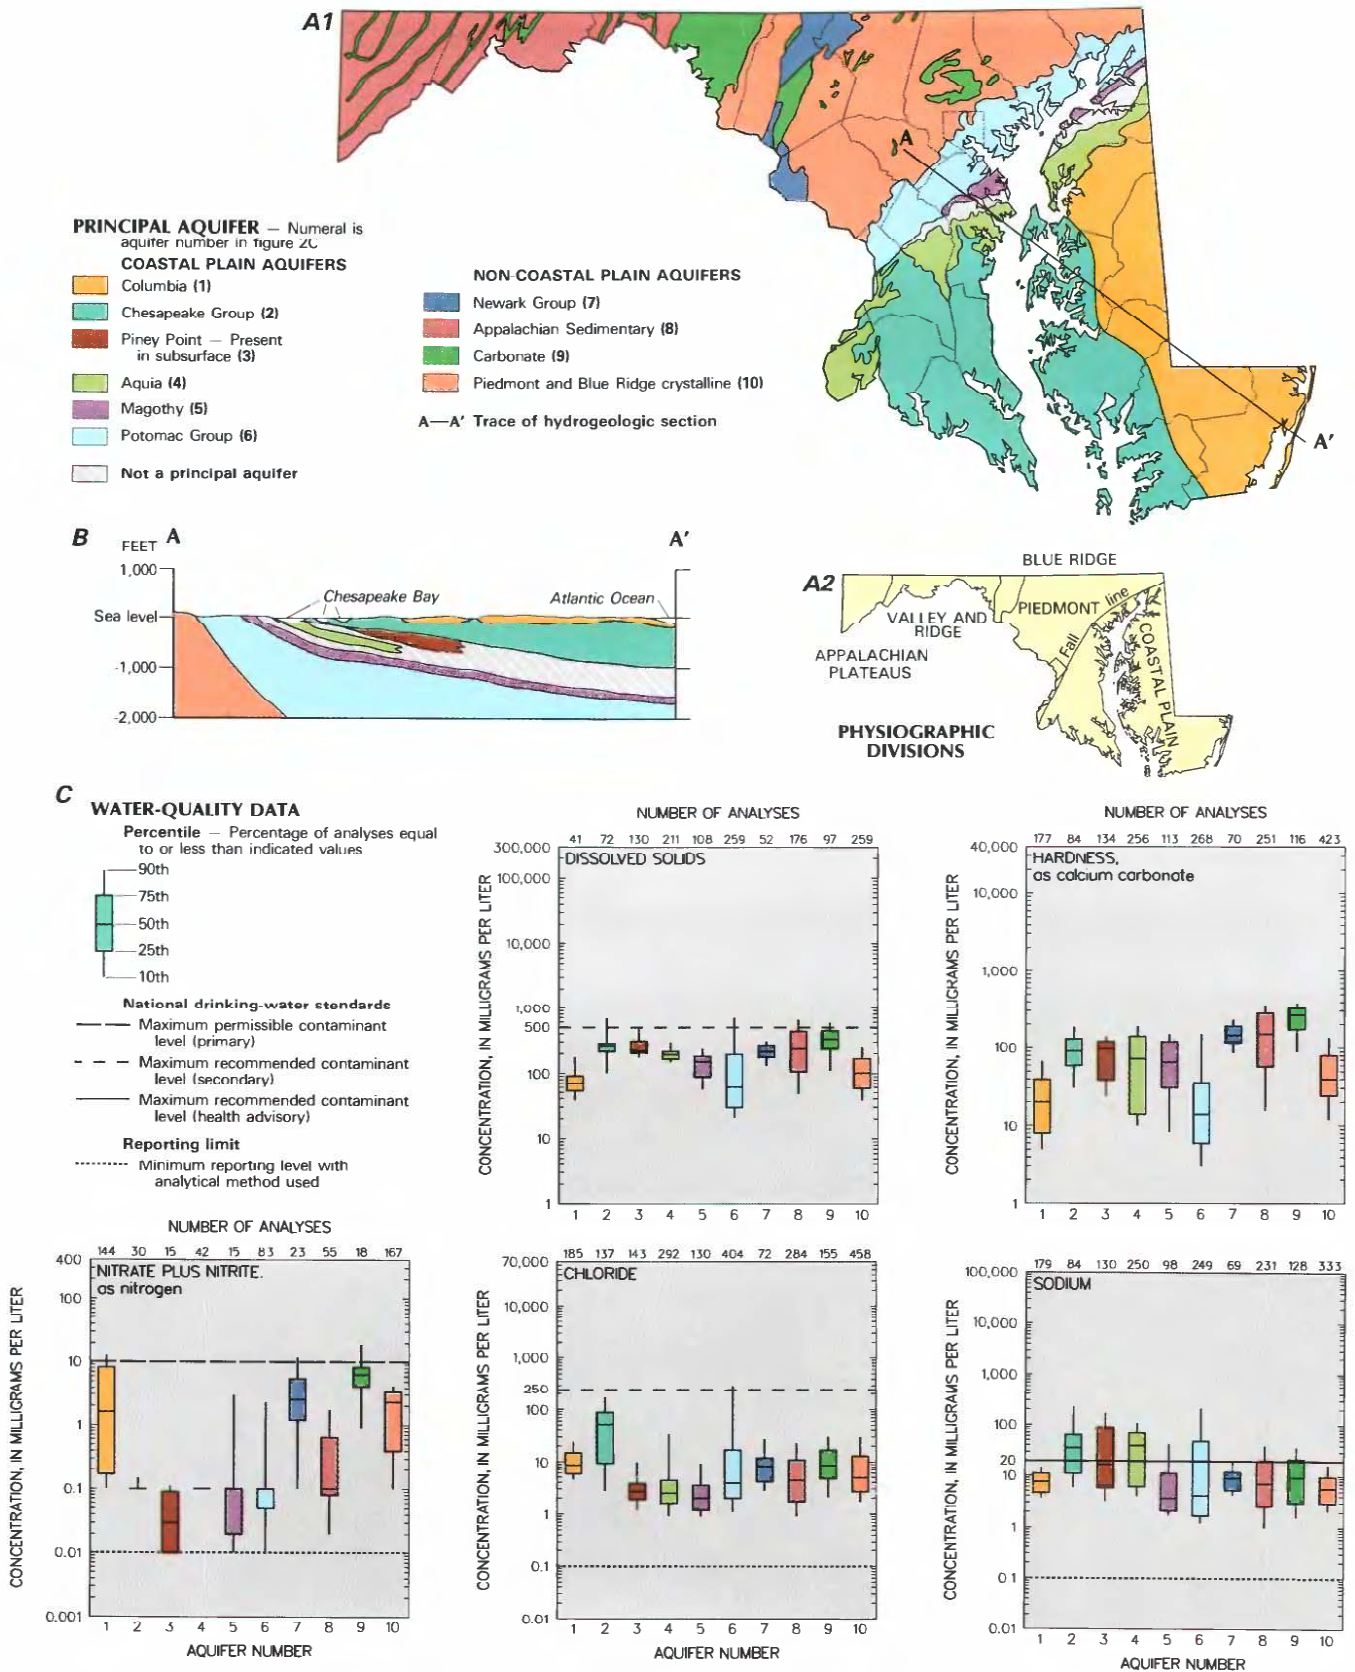 A1
A
A'
PRINCIPAL AQUIFER — Numeral is
aquifer number in figure 2C
COASTAL PLAIN AQUIFERS
Columbia (1)
Chesapeake Group (2)
Piney Point — Present
in subsurface (3)
Aquia (4)
Magothy (5)
Potomac Group (6)
Not a principal aquifer
NON-COASTAL PLAIN AQUIFERS
Newark Group (7)
Appalachian Sedimentary (8)
Carbonate (9)
Piedmont and Blue Ridge crystalline (10)
A—A' Trace of hydrogeologic section
B
FEET A
A'
1,000
Sea level
-1,000
-2,000
Chesapeake Bay
Atlantic Ocean
A2
BLUE RIDGE
PIEDMONT
Fall line
VALLEY AND
RIDGE
APPALACHIAN
PLATEAUS
COASTAL PLAIN
PHYSIOGRAPHIC
DIVISIONS
C
WATER-QUALITY DATA
Percentile — Percentage of analyses equal
to or less than indicated values
90th
75th
50th
25th
10th
National drinking-water standards
Maximum permissible contaminant
level (primary)
Maximum recommended contaminant
level (secondary)
Maximum recommended contaminant
level (health advisory)
Reporting limit
Minimum reporting level with
analytical method used
NUMBER OF ANALYSES
41 72 130 211 108 259 52 176 97 259
DISSOLVED SOLIDS
CONCENTRATION, IN MILLIGRAMS PER LITER
300,000
100,000
10,000
1,000
500
100
10
1
1 2 3 4 5 6 7 8 9 10
NUMBER OF ANALYSES
177 84 134 256 113 268 70 251 116 423
HARDNESS,
as calcium carbonate
CONCENTRATION, IN MILLIGRAMS PER LITER
40,000
10,000
1,000
100
10
1
1 2 3 4 5 6 7 8 9 10
NUMBER OF ANALYSES
144 30 15 42 15 83 23 55 18 167
NITRATE PLUS NITRITE,
as nitrogen
CONCENTRATION, IN MILLIGRAMS PER LITER
400
100
10
1
0.1
0.01
0.001
1 2 3 4 5 6 7 8 9 10
AQUIFER NUMBER
185 137 143 292 130 404 72 284 155 458
CHLORIDE
CONCENTRATION, IN MILLIGRAMS PER LITER
70,000
10,000
1,000
250
100
10
1
0.1
0.01
1 2 3 4 5 6 7 8 9 10
AQUIFER NUMBER
179 84 130 250 98 249 69 231 128 333
SODIUM
CONCENTRATION, IN MILLIGRAMS PER LITER
100,000
10,000
1,000
100
20
10
1
0.1
0.01
1 2 3 4 5 6 7 8 9 10
AQUIFER NUMBER